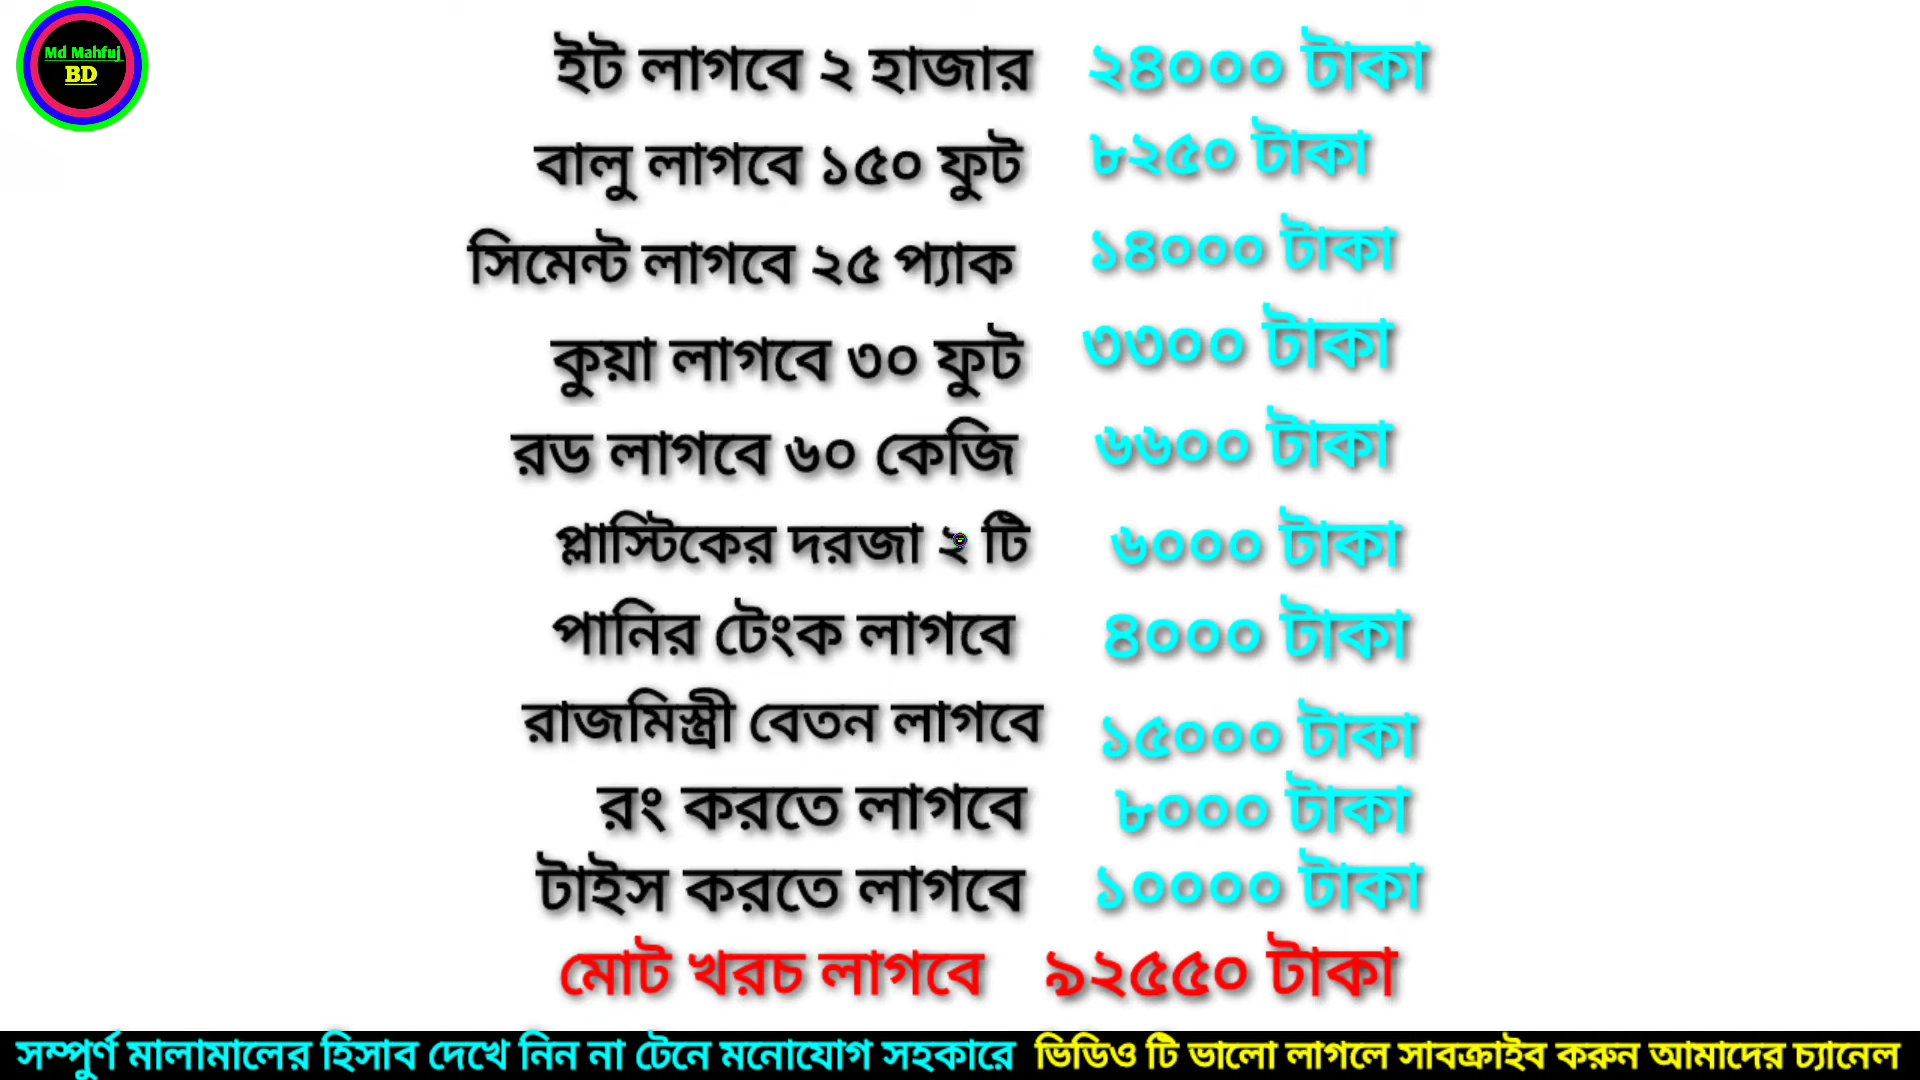 Md Mahfuj
BD
ইট লাগবে ২ হাজার ২৪০০০ টাকা
বালু লাগবে ১৫০ ফুট ৮২৫০ টাকা
সিমেন্ট লাগবে ২৫ প্যাক ১৪০০০ টাকা
কুয়া লাগবে ৩০ ফুট ৩৩০০ টাকা
রড লাগবে ৬০ কেজি ৬৬০০ টাকা
প্লাস্টিকের দরজা ২ টি ৬০০০ টাকা
পানির টেংক লাগবে ৪০০০ টাকা
রাজমিস্ত্রী বেতন লাগবে ১৫০০০ টাকা
রং করতে লাগবে ৮০০০ টাকা
টাইস করতে লাগবে ১০০০০ টাকা
মোট খরচ লাগবে ৯২৫৫০ টাকা
সম্পুর্ণ মালামালের হিসাব দেখে নিন না টেনে মনোযোগ সহকারে ভিডিও টি ভালো লাগলে সাবক্রাইব করুন আমাদের চ্যানেল